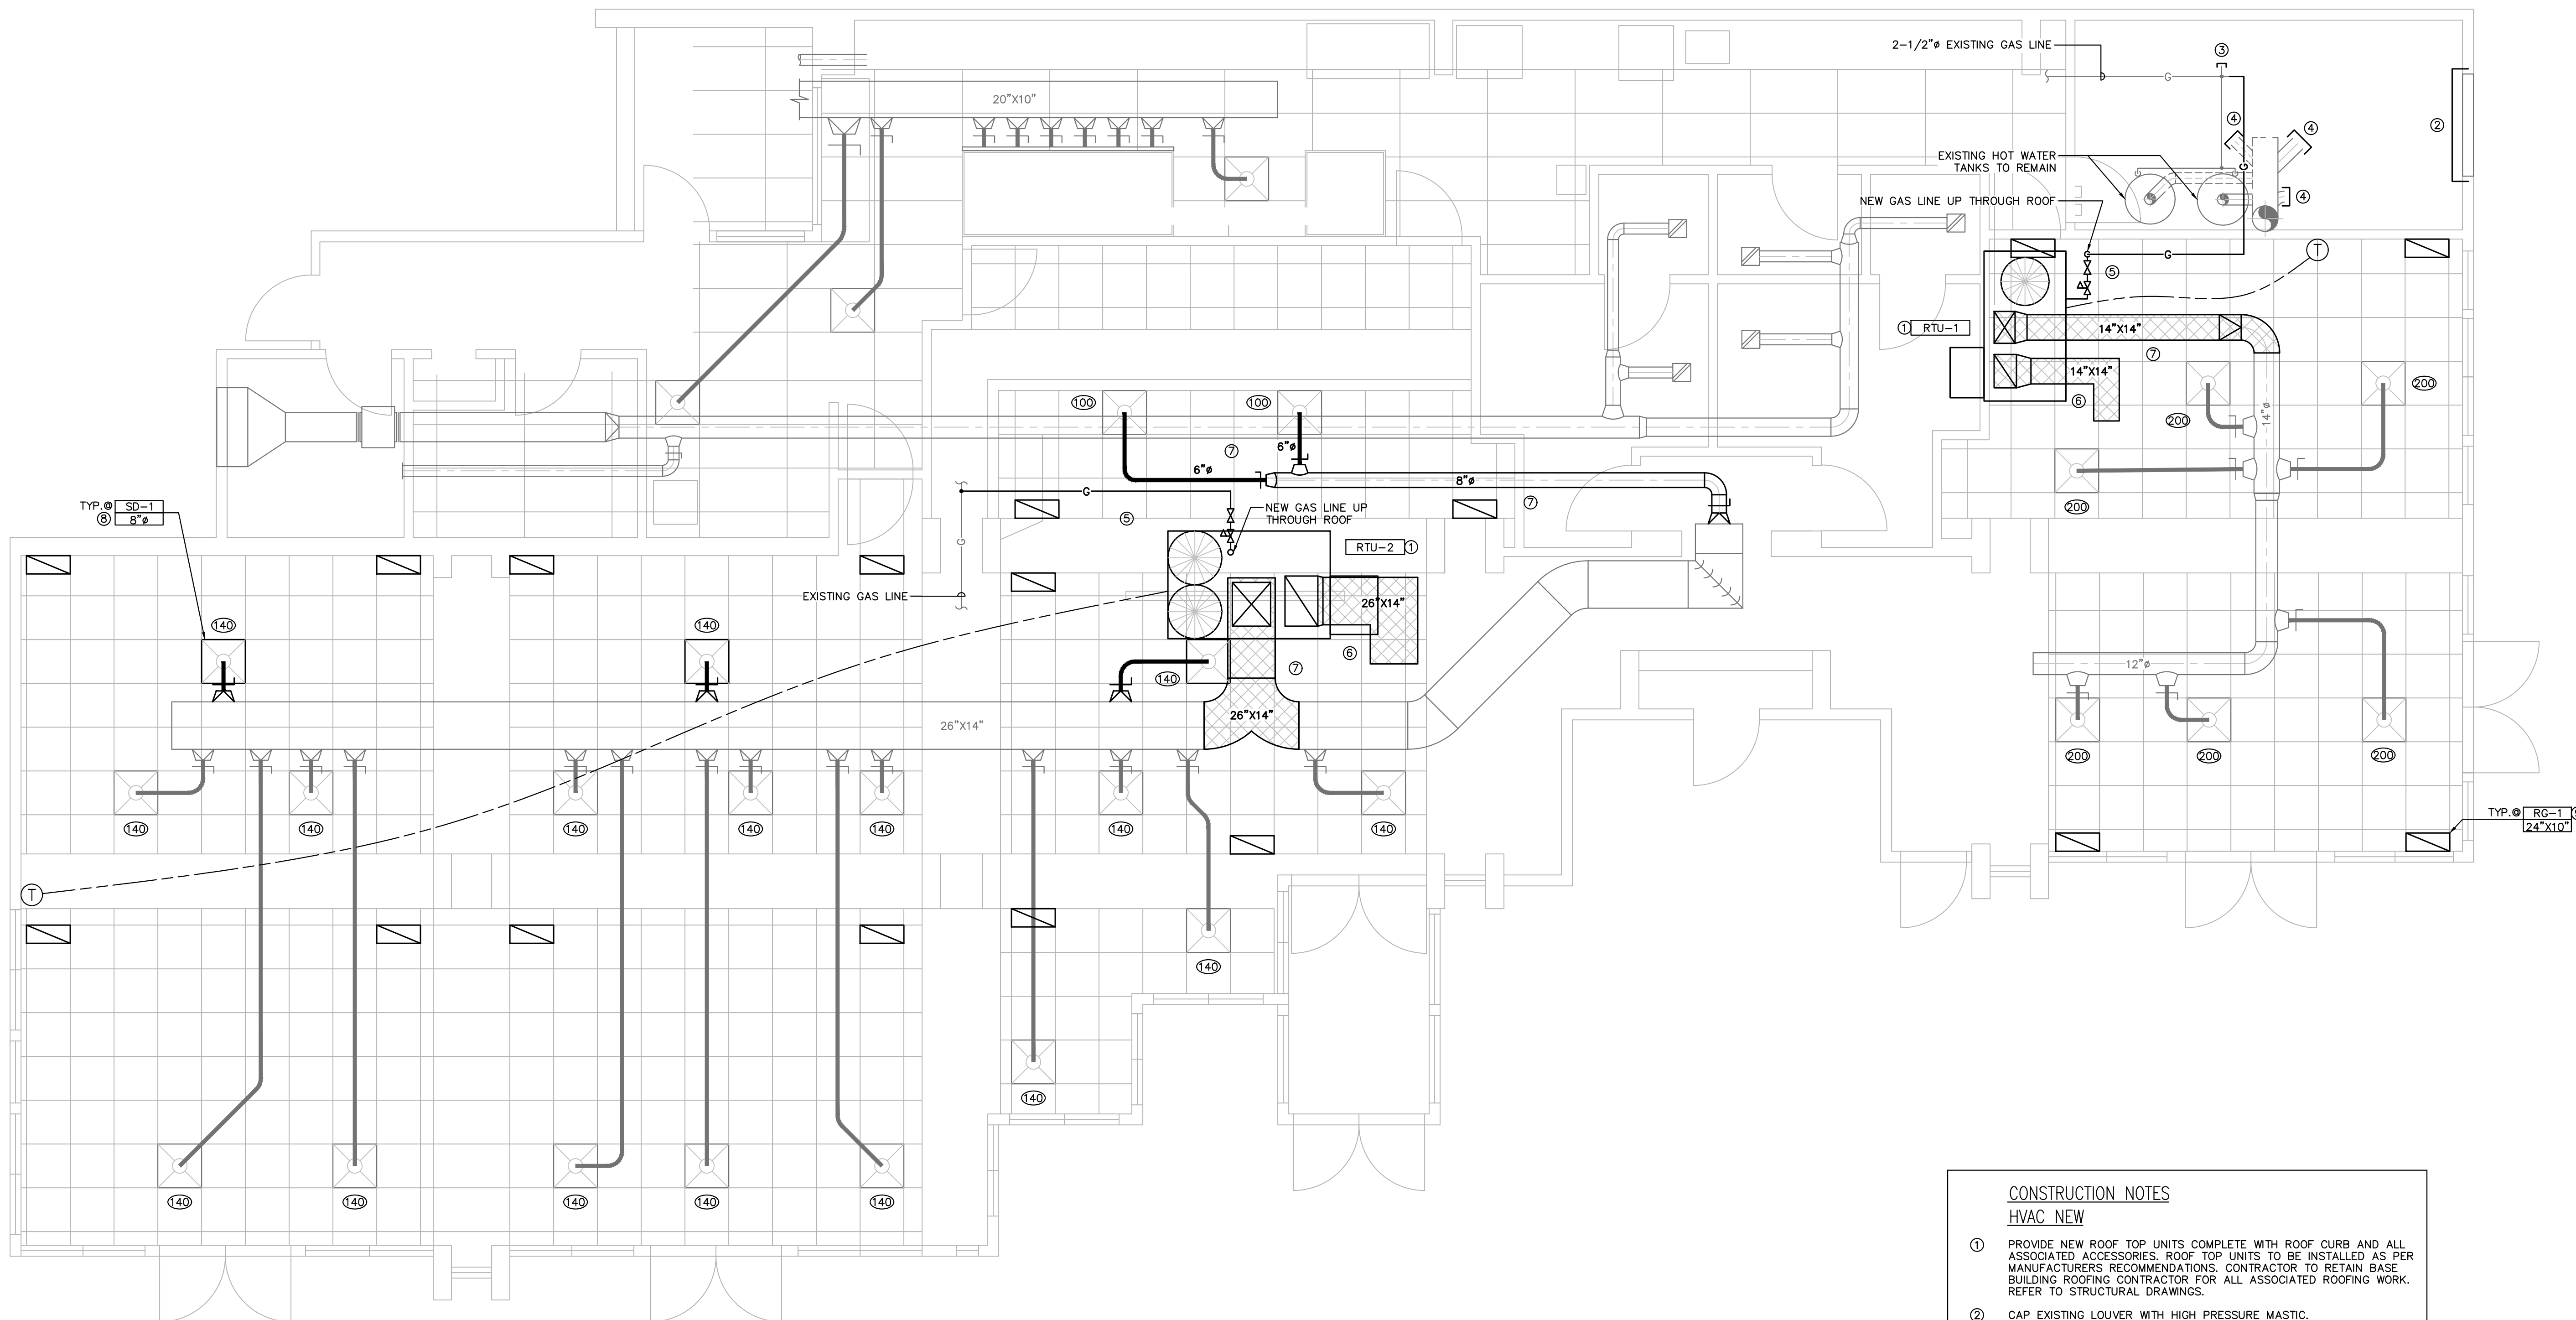 2-1/2"ø EXISTING GAS LINE
③
G
20"X10"
④
④
②
G
EXISTING HOT WATER
TANKS TO REMAIN
④
NEW GAS LINE UP THROUGH ROOF
G
T
⑤
① RTU-1
14"X14"
⑦
14"X14"
⑥
14"ø
200
200
200
100
100
6"ø
⑦
6"ø
8"ø
⑦
G
TYP.@ SD-1
⑧ 8"ø
NEW GAS LINE UP
THROUGH ROOF
⑤
G
RTU-2 ①
EXISTING GAS LINE
26"X14"
140
140
⑥
⑦
140
12"ø
26"X14"
26"X14"
200
200
200
140
140
140
140
140
140
140
TYP.@ RG-1
24"X10"
T
140
140
140
140
140
140
140
CONSTRUCTION NOTES
HVAC NEW
① PROVIDE NEW ROOF TOP UNITS COMPLETE WITH ROOF CURB AND ALL
ASSOCIATED ACCESSORIES. ROOF TOP UNITS TO BE INSTALLED AS PER
MANUFACTURERS RECOMMENDATIONS. CONTRACTOR TO RETAIN BASE
BUILDING ROOFING CONTRACTOR FOR ALL ASSOCIATED ROOFING WORK.
REFER TO STRUCTURAL DRAWINGS.
② CAP EXISTING LOUVER WITH HIGH PRESSURE MASTIC.